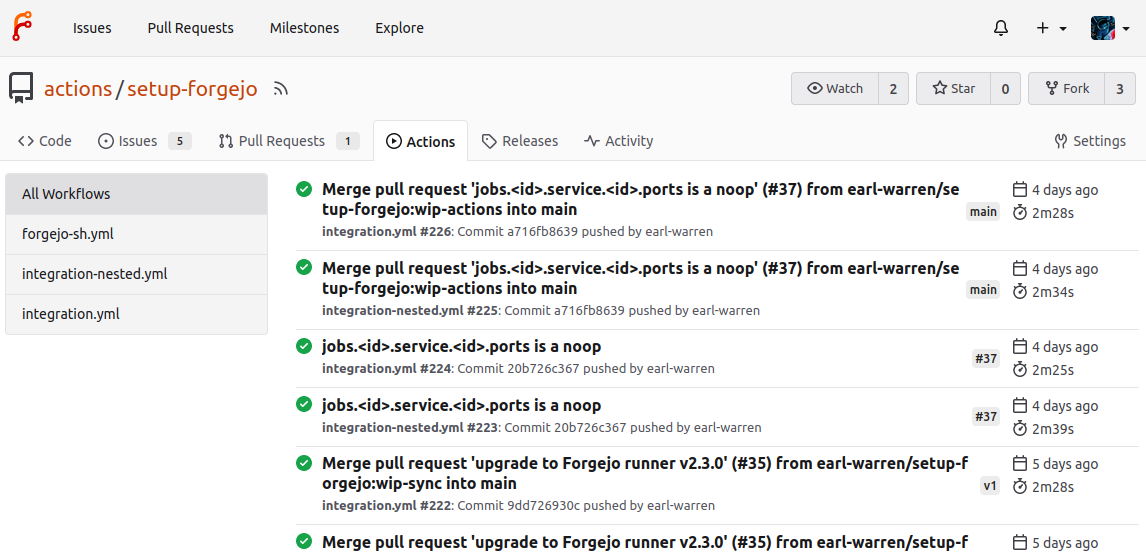 Issues Pull Requests Milestones Explore
actions / setup-forgejo Watch 2 Star 0 Fork 3
Code Issues 5 Pull Requests 1 Actions Releases Activity Settings
All Workflows
forgejo-sh.yml
integration-nested.yml
integration.yml
Merge pull request 'jobs.<id>.service.<id>.ports is a noop' (#37) from earl-warren/se
tup-forgejo:wip-actions into main
integration.yml #226: Commit a716fb8639 pushed by earl-warren
main
4 days ago
2m28s
Merge pull request 'jobs.<id>.service.<id>.ports is a noop' (#37) from earl-warren/se
tup-forgejo:wip-actions into main
integration-nested.yml #225: Commit a716fb8639 pushed by earl-warren
main
4 days ago
2m34s
jobs.<id>.service.<id>.ports is a noop
integration.yml #224: Commit 20b726c367 pushed by earl-warren
#37
4 days ago
2m25s
jobs.<id>.service.<id>.ports is a noop
integration-nested.yml #223: Commit 20b726c367 pushed by earl-warren
#37
4 days ago
2m39s
Merge pull request 'upgrade to Forgejo runner v2.3.0' (#35) from earl-warren/setup-f
orgejo:wip-sync into main
integration.yml #222: Commit 9dd726930c pushed by earl-warren
v1
5 days ago
2m28s
Merge pull request 'upgrade to Forgejo runner v2.3.0' (#35) from earl-warren/setup-f
5 days ago